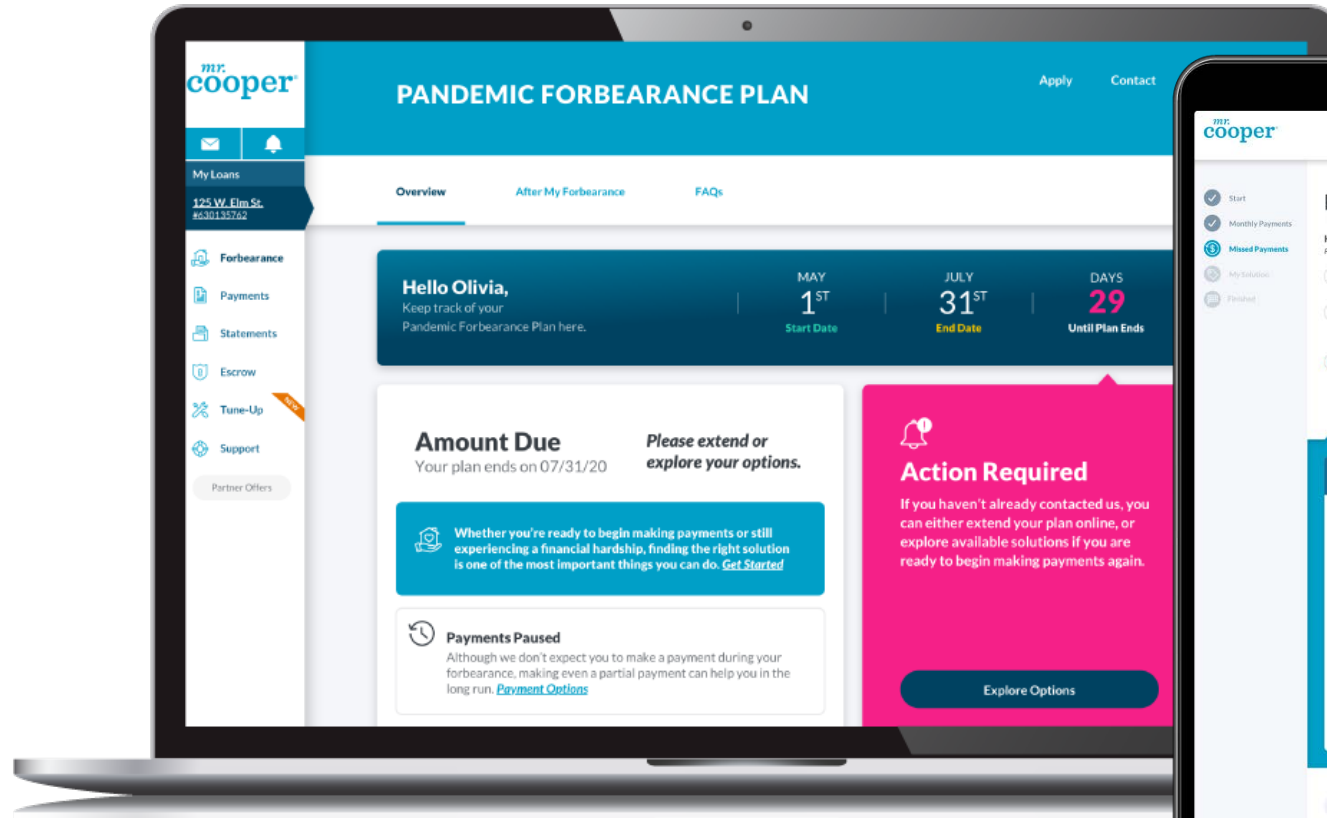 mr.
cooper
PANDEMIC FORBEARANCE PLAN
Apply
Contact
My Loans
125 W. Elm St.
#630135762
Overview
After My Forbearance
FAQs
Forbearance
Payments
Statements
Escrow
Tune-Up
NEW
Support
Partner Offers
Hello Olivia,
Keep track of your
Pandemic Forbearance Plan here.
MAY
1ST
Start Date
JULY
31ST
End Date
DAYS
29
Until Plan Ends
Amount Due
Your plan ends on 07/31/20
Please extend or
explore your options.
Whether you're ready to begin making payments or still
experiencing a financial hardship, finding the right solution
is one of the most important things you can do. Get Started
Payments Paused
Although we don't expect you to make a payment during your
forbearance, making even a partial payment can help you in the
long run. Payment Options
Action Required
If you haven't already contacted us, you
can either extend your plan online, or
explore available solutions if you are
ready to begin making payments again.
Explore Options
mr.
cooper
Start
Monthly Payments
Missed Payments
My Solution
Finished